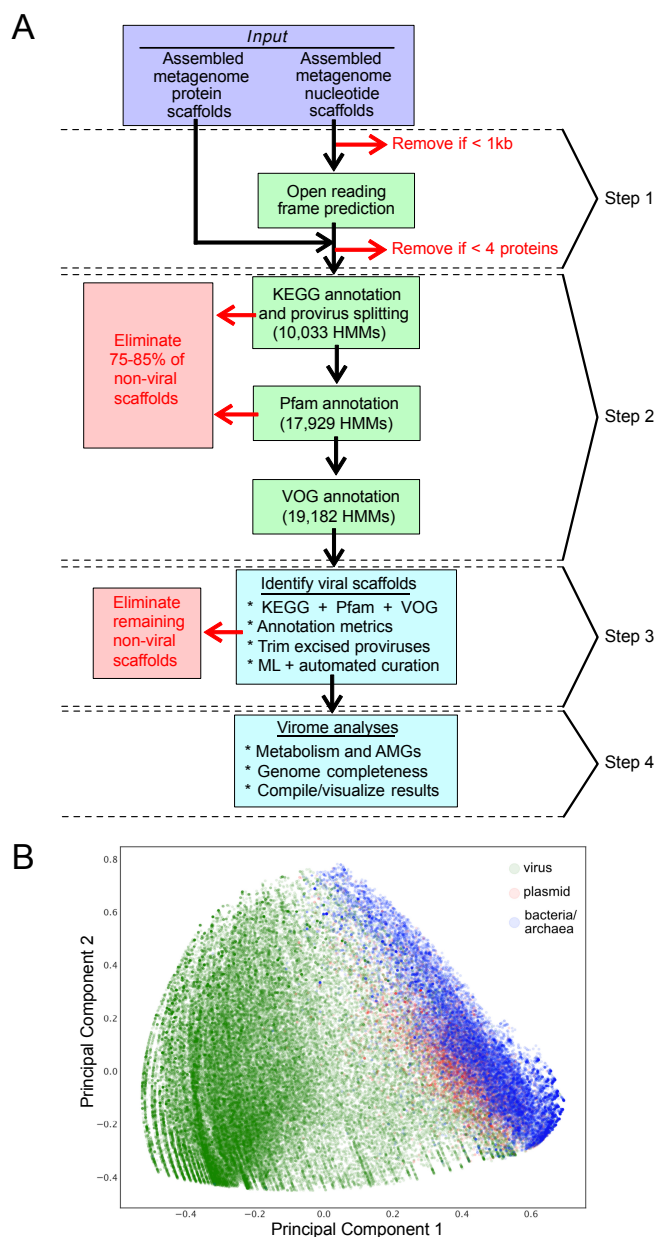 A
Input
Assembled metagenome protein scaffolds
Assembled metagenome nucleotide scaffolds
Remove if < 1kb
Open reading
frame prediction
Remove if < 4 proteins
Step 1
KEGG annotation
and provirus splitting
(10,033 HMMs)
Eliminate
75-85% of
non-viral
scaffolds
Pfam annotation
(17,929 HMMs)
VOG annotation
(19,182 HMMs)
Step 2
Identify viral scaffolds
* KEGG + Pfam + VOG
* Annotation metrics
* Trim excised proviruses
* ML + automated curation
Eliminate
remaining
non-viral
scaffolds
Step 3
Virome analyses
* Metabolism and AMGs
* Genome completeness
* Compile/visualize results
Step 4
B
virus
plasmid
bacteria/
archaea
Principal Component 2
0.8
0.6
0.4
0.2
0.0
−0.2
−0.4
−0.4
−0.2
0.0
0.2
0.4
0.6
Principal Component 1